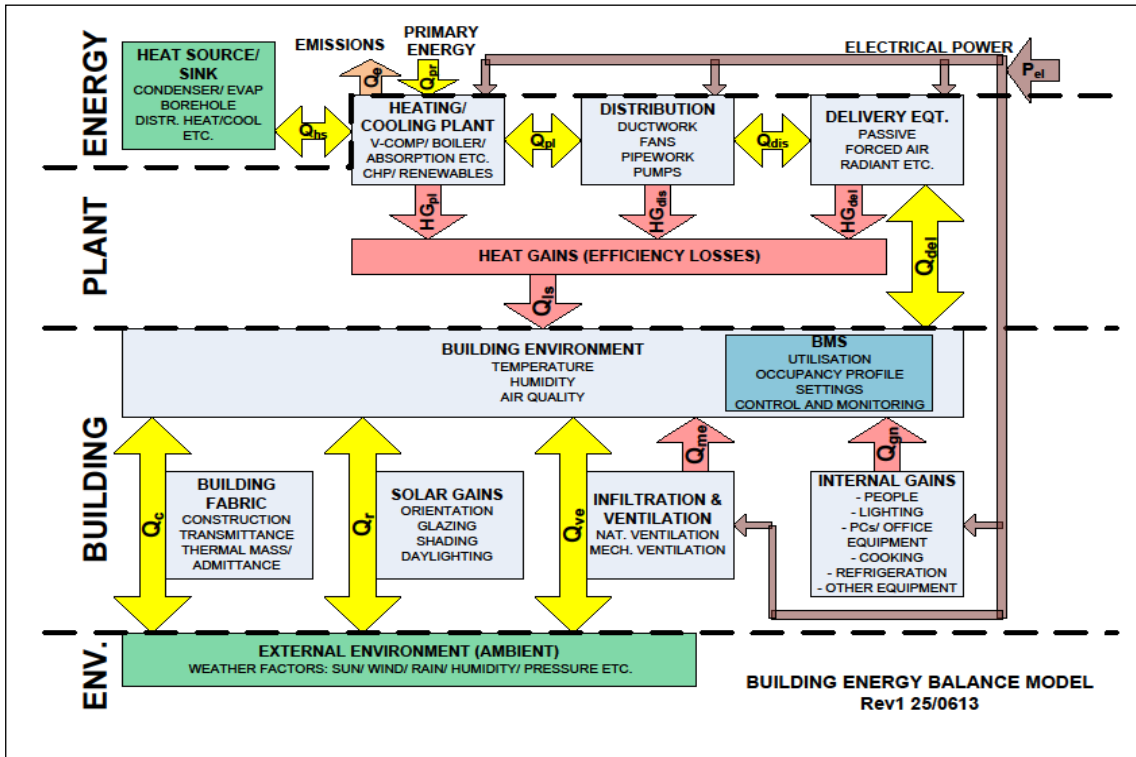 ENERGY
PLANT
BUILDING
ENV.
HEAT SOURCE/
SINK
CONDENSER/ EVAP
BOREHOLE
DISTR. HEAT/COOL
ETC.
Qhs
EMISSIONS
Qe
PRIMARY
ENERGY
Qpr
ELECTRICAL POWER
Pel
HEATING/
COOLING PLANT
V-COMP/ BOILER/
ABSORPTION ETC.
CHP/ RENEWABLES
Qpl
DISTRIBUTION
DUCTWORK
FANS
PIPEWORK
PUMPS
Qdis
DELIVERY EQT.
PASSIVE
FORCED AIR
RADIANT ETC.
HGpl
HGdis
HGdel
Qdel
HEAT GAINS (EFFICIENCY LOSSES)
Qls
BUILDING ENVIRONMENT
TEMPERATURE
HUMIDITY
AIR QUALITY
BMS
UTILISATION
OCCUPANCY PROFILE
SETTINGS
CONTROL AND MONITORING
Qc
BUILDING
FABRIC
CONSTRUCTION
TRANSMITTANCE
THERMAL MASS/
ADMITTANCE
Qr
SOLAR GAINS
ORIENTATION
GLAZING
SHADING
DAYLIGHTING
Qve
Qme
INFILTRATION &
VENTILATION
NAT. VENTILATION
MECH. VENTILATION
Qgn
INTERNAL GAINS
- PEOPLE
- LIGHTING
- PCs/ OFFICE
EQUIPMENT
- COOKING
- REFRIGERATION
- OTHER EQUIPMENT
EXTERNAL ENVIRONMENT (AMBIENT)
WEATHER FACTORS: SUN/ WIND/ RAIN/ HUMIDITY/ PRESSURE ETC.
BUILDING ENERGY BALANCE MODEL
Rev1 25/0613